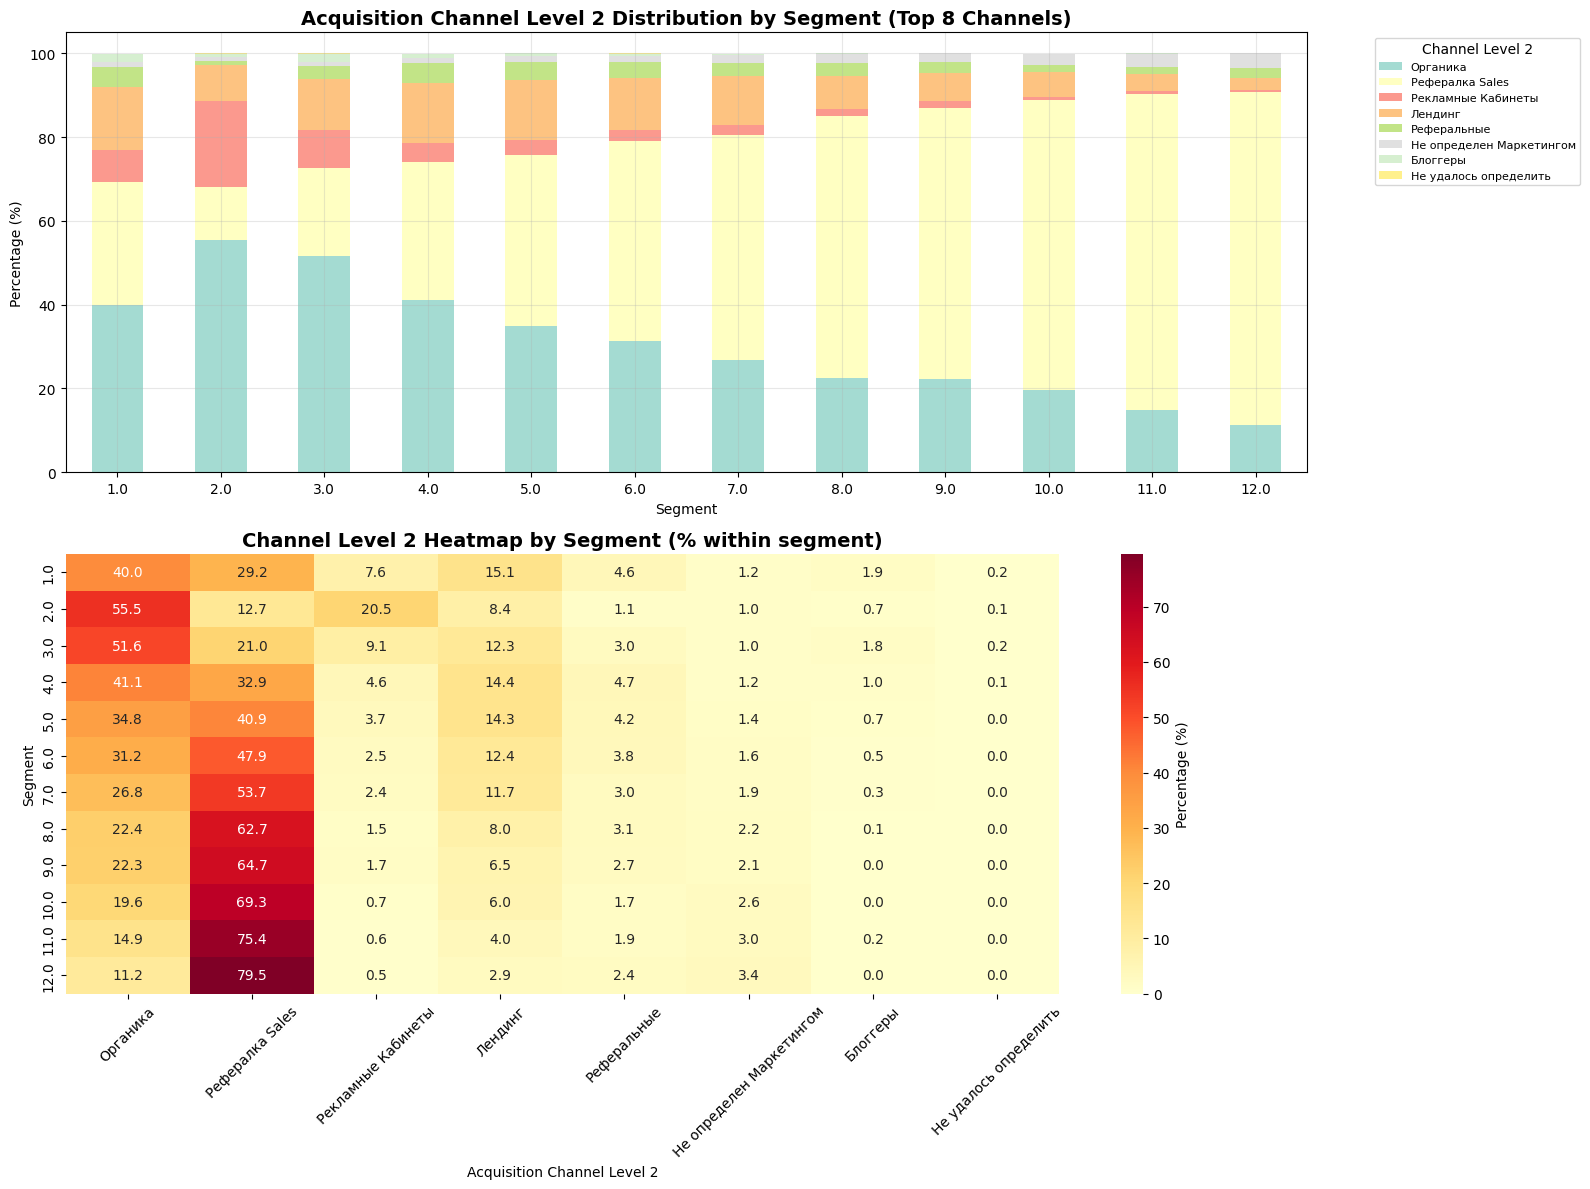 Acquisition Channel Level 2 Distribution by Segment (Top 8 Channels)
100
80
60
40
20
0
Percentage (%)
1.0 2.0 3.0 4.0 5.0 6.0 7.0 8.0 9.0 10.0 11.0 12.0
Segment
Channel Level 2
Органика
Рефералка Sales
Рекламные Кабинеты
Лендинг
Реферальные
Не определен Маркетингом
Блоггеры
Не удалось определить
Channel Level 2 Heatmap by Segment (% within segment)
Segment
1.0 40.0 29.2 7.6 15.1 4.6 1.2 1.9 0.2
2.0 55.5 12.7 20.5 8.4 1.1 1.0 0.7 0.1
3.0 51.6 21.0 9.1 12.3 3.0 1.0 1.8 0.2
4.0 41.1 32.9 4.6 14.4 4.7 1.2 1.0 0.1
5.0 34.8 40.9 3.7 14.3 4.2 1.4 0.7 0.0
6.0 31.2 47.9 2.5 12.4 3.8 1.6 0.5 0.0
7.0 26.8 53.7 2.4 11.7 3.0 1.9 0.3 0.0
8.0 22.4 62.7 1.5 8.0 3.1 2.2 0.1 0.0
9.0 22.3 64.7 1.7 6.5 2.7 2.1 0.0 0.0
10.0 19.6 69.3 0.7 6.0 1.7 2.6 0.0 0.0
11.0 14.9 75.4 0.6 4.0 1.9 3.0 0.2 0.0
12.0 11.2 79.5 0.5 2.9 2.4 3.4 0.0 0.0
Органика
Рефералка Sales
Рекламные Кабинеты
Лендинг
Реферальные
Не определен Маркетингом
Блоггеры
Не удалось определить
Acquisition Channel Level 2
70
60
50
40
30
20
10
0
Percentage (%)